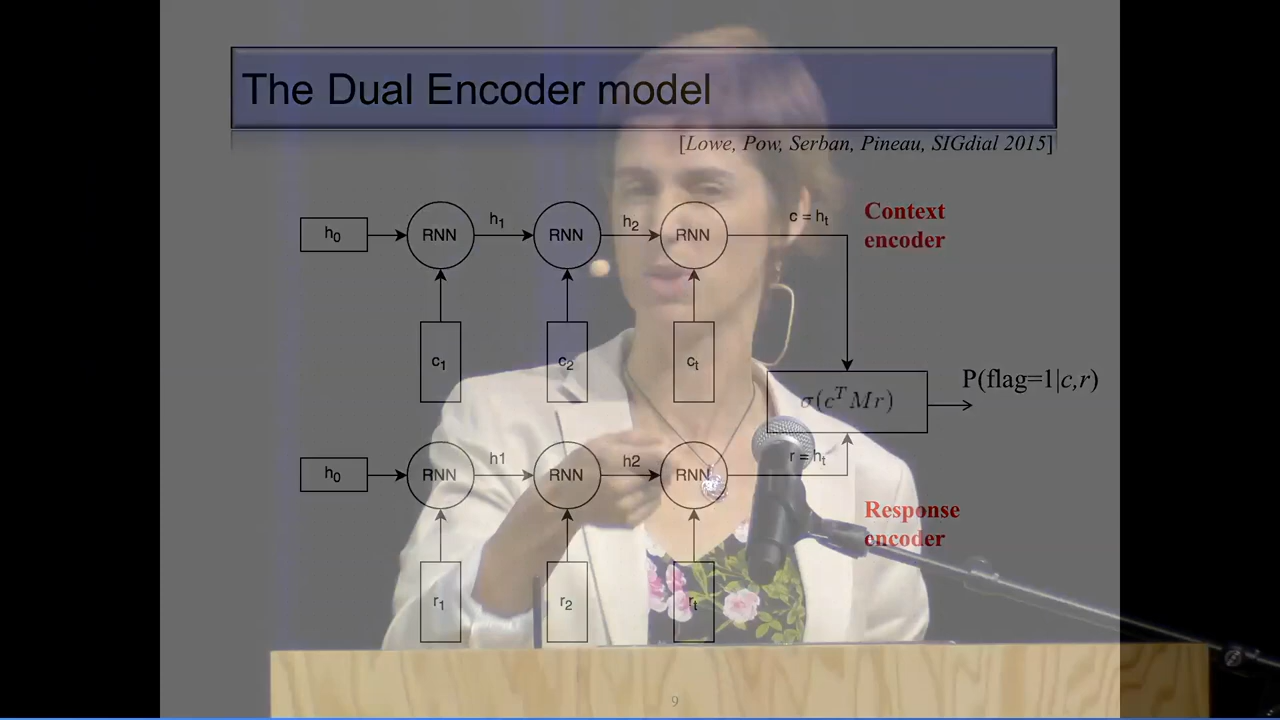 The Dual Encoder model
[Lowe, Pow, Serban, Pineau, SIGdial 2015]
h₀ RNN h₁ RNN h₂ RNN c = hₜ
Context
encoder
c₁ c₂ cₜ
σ(cᵀMr)
P(flag=1|c,r)
h₀ RNN h1 RNN h2 RNN r = hₜ
Response
encoder
r₁ r₂ rₜ
9